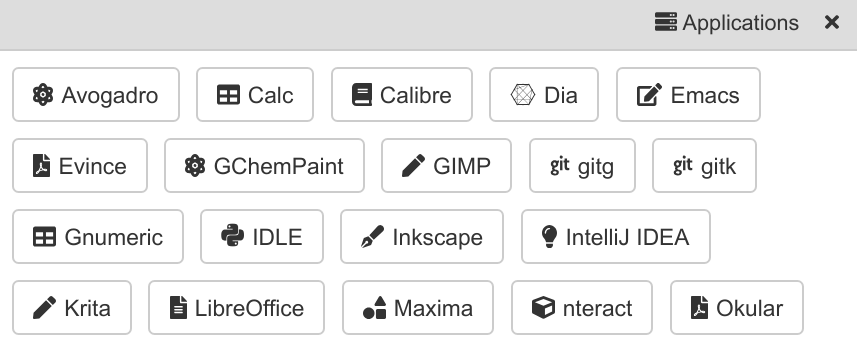 Applications
Avogadro Calc Calibre Dia Emacs
Evince GChemPaint GIMP git gitg git gitk
Gnumeric IDLE Inkscape IntelliJ IDEA
Krita LibreOffice Maxima nteract Okular